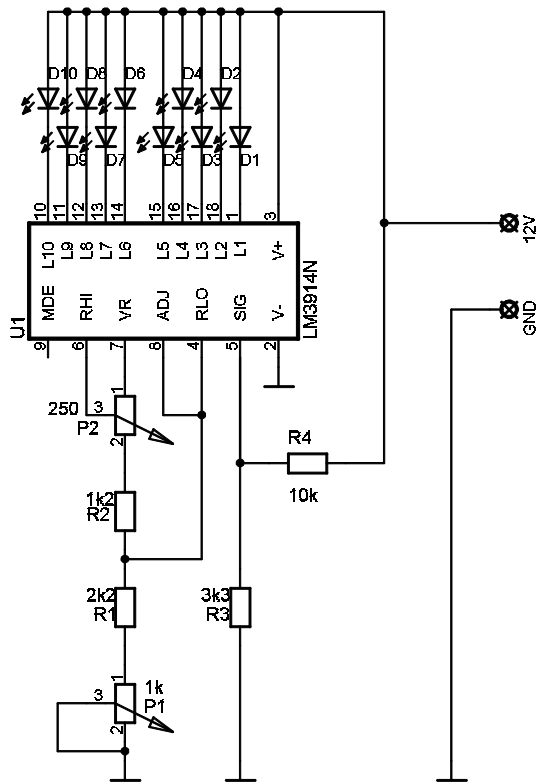 D10 D8 D6 D4 D2
D9 D7 D5 D3 D1
10 11 12 13 14 15 16 17 18 1 3
L10 L9 L8 L7 L6 L5 L4 L3 L2 L1 V+
MDE RHI VR ADJ RLO SIG V-
U1
LM3914N
9 6 7 8 4 5 2
12V
GND
250
P2
1
3
2
R4
10k
1k2
R2
2k2
R1
3k3
R3
1k
P1
1
3
2